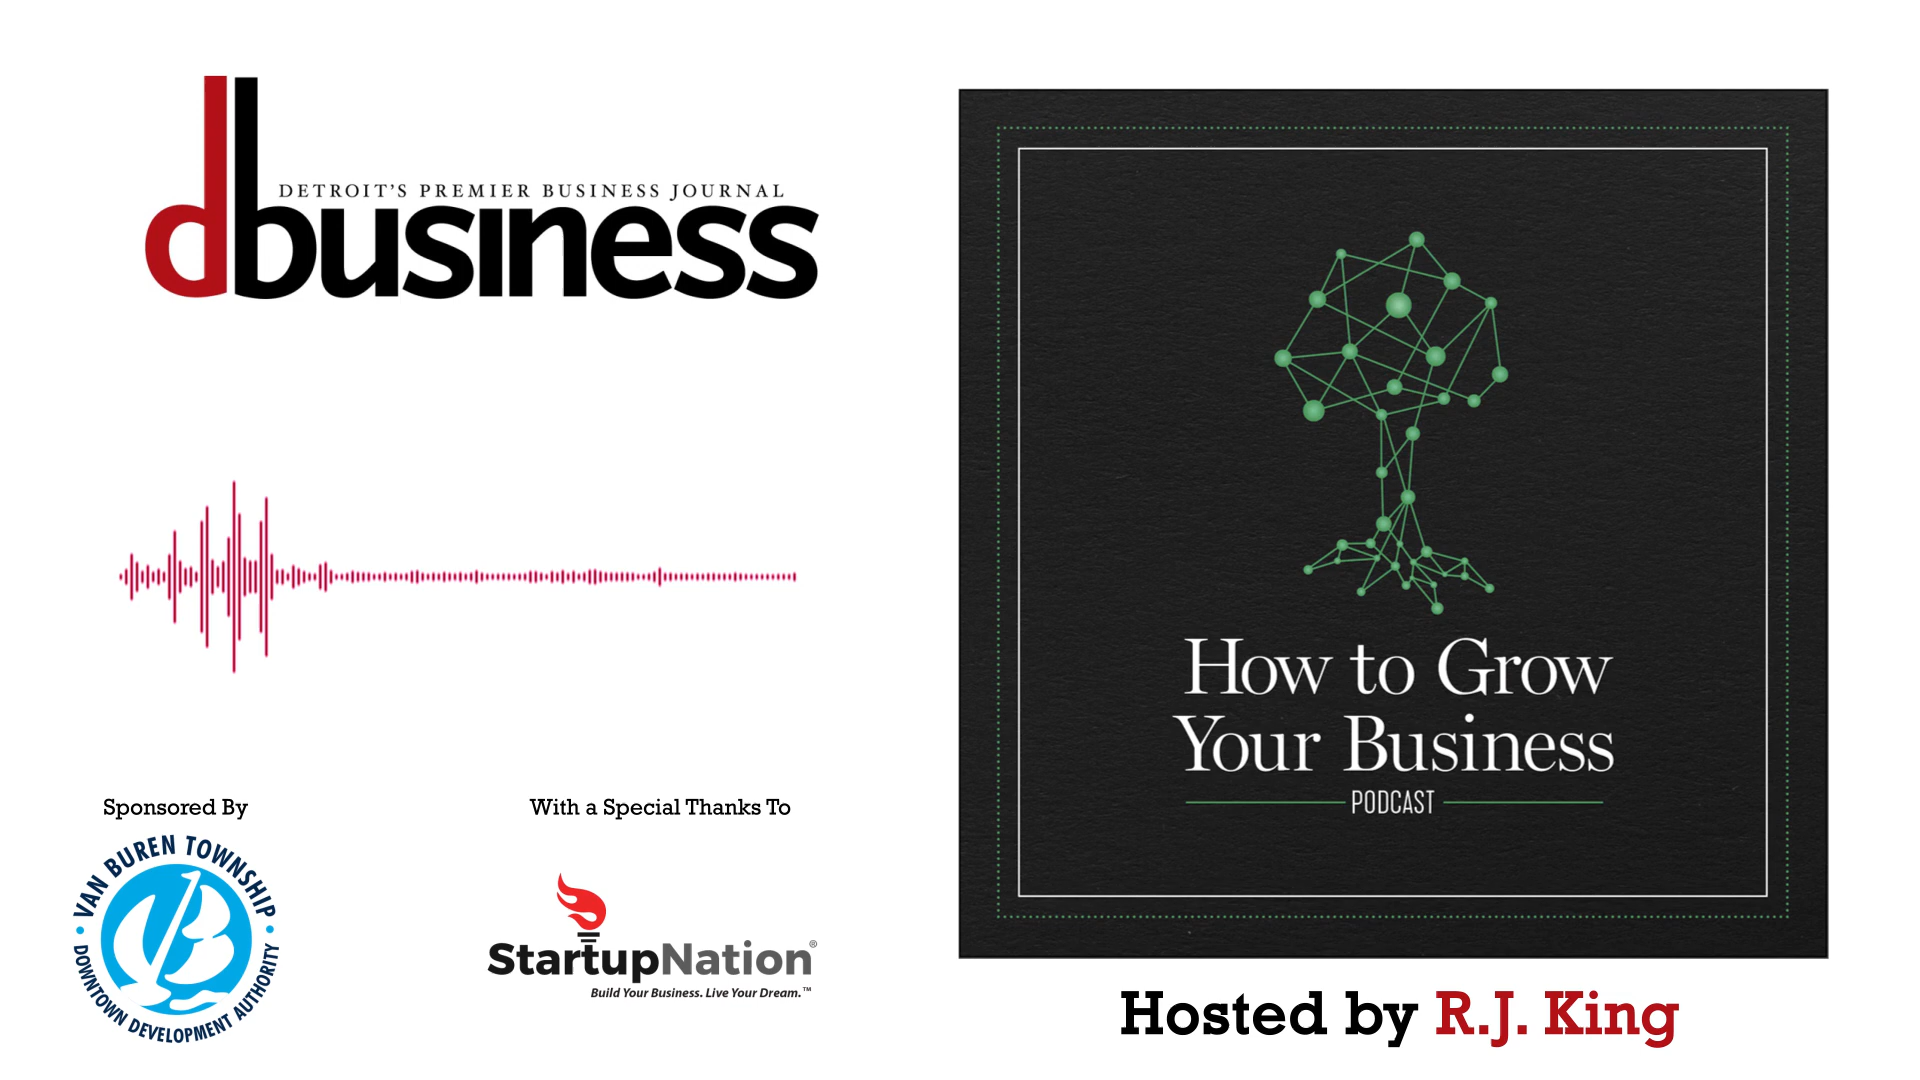 DETROIT'S PREMIER BUSINESS JOURNAL
dbusiness
Sponsored By
VAN BUREN TOWNSHIP
B
DOWNTOWN DEVELOPMENT AUTHORITY
With a Special Thanks To
StartupNation®
Build Your Business. Live Your Dream.™
How to Grow
Your Business
PODCAST
Hosted by R.J. King